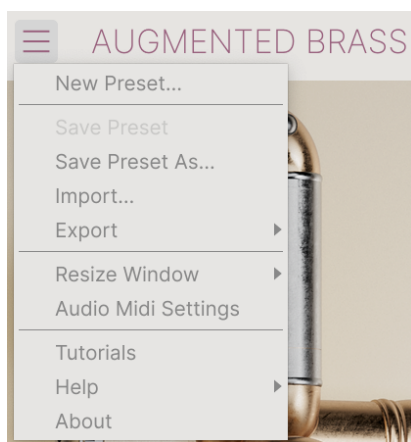 AUGMENTED BRASS
New Preset...
Save Preset
Save Preset As...
Import...
Export
Resize Window
Audio Midi Settings
Tutorials
Help
About